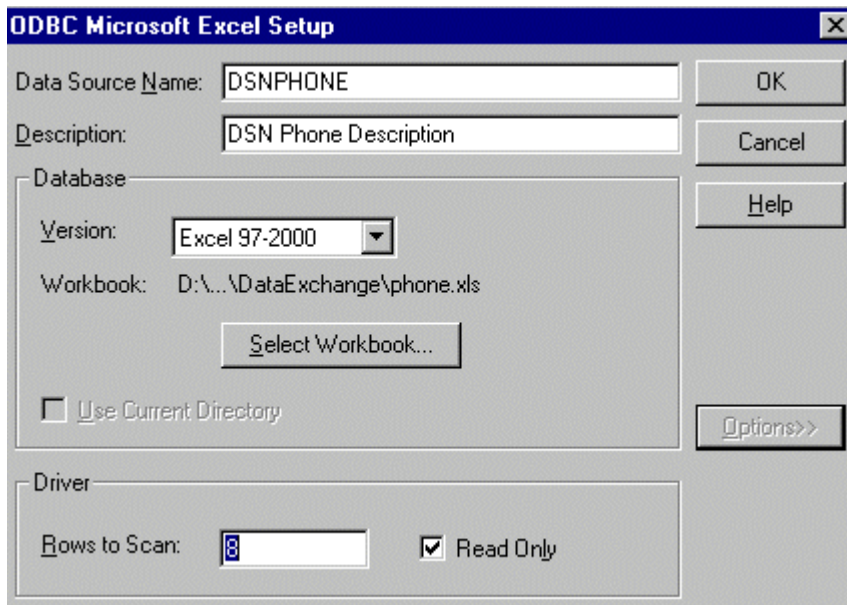 ODBC Microsoft Excel Setup
Data Source Name: DSNPHONE
OK
Description: DSN Phone Description
Cancel
Database
Help
Version: Excel 97-2000
Workbook: D:\...\DataExchange\phone.xls
Select Workbook...
Use Current Directory
Options>>
Driver
Rows to Scan: 8
Read Only